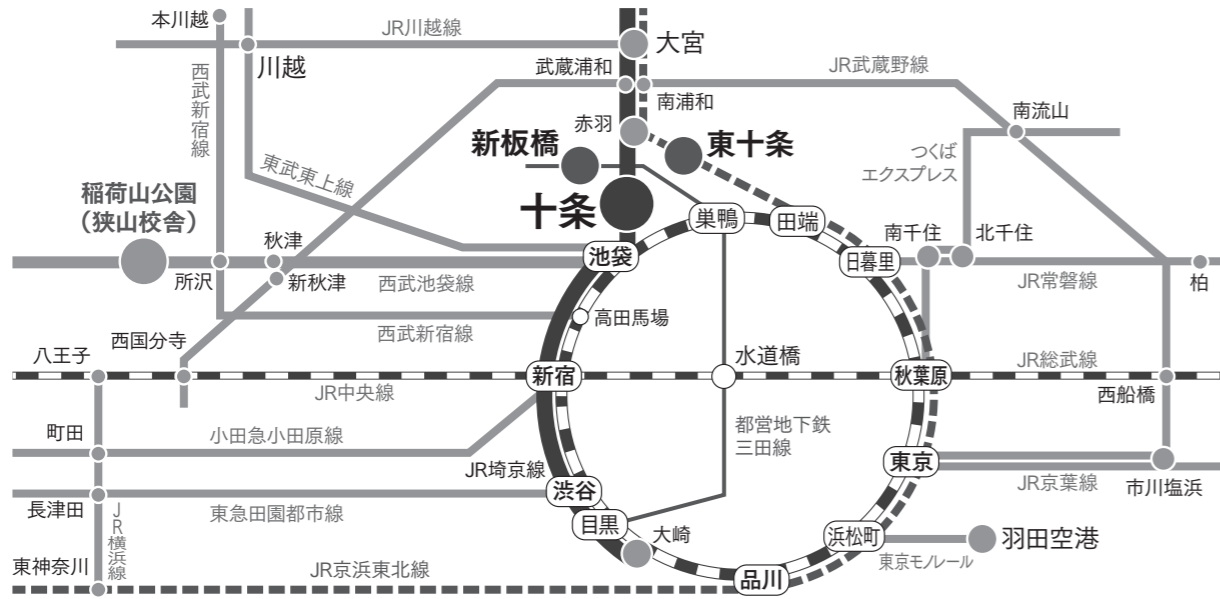 本川越
JR川越線
大宮
川越
西武新宿線
武蔵浦和
JR武蔵野線
南浦和
南流山
赤羽
新板橋
東十条
つくば
エクスプレス
東武東上線
稲荷山公園
（狭山校舎）
十条
巣鴨
田端
秋津
池袋
日暮里
南千住
北千住
所沢
新秋津
西武池袋線
JR常磐線
柏
高田馬場
西武新宿線
西国分寺
八王子
水道橋
JR総武線
新宿
秋葉原
JR中央線
西船橋
町田
小田急小田原線
都営地下鉄
三田線
JR埼京線
東京
JR京葉線
市川塩浜
渋谷
長津田
東急田園都市線
JR横浜線
目黒
大崎
浜松町
羽田空港
東京モノレール
東神奈川
JR京浜東北線
品川